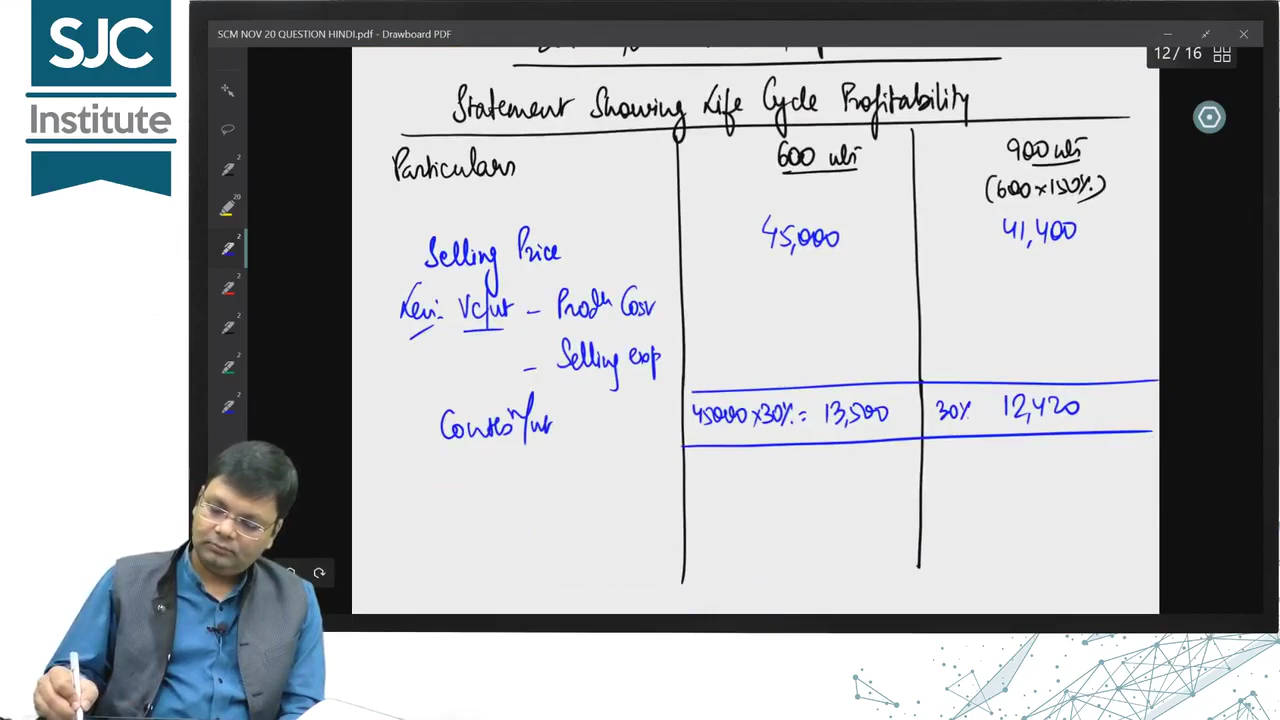 SJC
Institute
SCM NOV 20 QUESTION HINDI.pdf - Drawboard PDF
12 / 16
Statement Showing Life Cycle Profitability
Particulars 600 uts 900 uts
(600 x 150%)
Selling Price 45,000 41,400
Less: VC/ut - Prodn Cost
- Selling exp
Contbn/ut 45000 x 30% = 13,500 30% 12,420